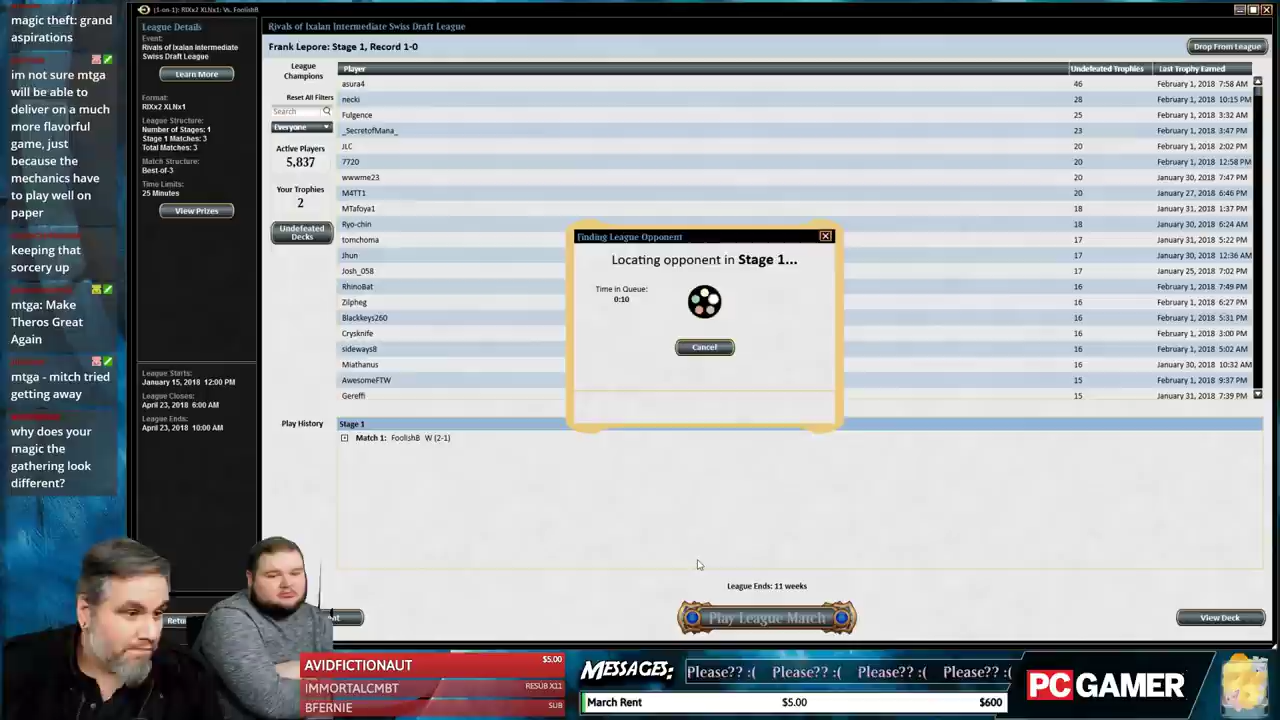 magic theft: grand
aspirations
im not sure mtga
will be able to
deliver on a much
more flavorful
game, just
because the
mechanics have
to play well on
paper
keeping that
sorcery up
mtga: Make
Theros Great
Again
mtga - mitch tried
getting away
why does your
magic the
gathering look
different?
(1-on-1): RIXx2 XLNx1: Vs. FoolishB
League Details
Event:
Rivals of Ixalan Intermediate
Swiss Draft League
Learn More
Format:
RIXx2 XLNx1
League Structure:
Number of Stages: 1
Stage 1 Matches: 3
Total Matches: 3
Match Structure:
Best-of-3
Time Limits:
25 Minutes
View Prizes
League Starts:
January 15, 2018 12:00 PM
League Closes:
April 23, 2018 6:00 AM
League Ends:
April 23, 2018 10:00 AM
Rivals of Ixalan Intermediate Swiss Draft League
Frank Lepore: Stage 1, Record 1-0
Drop From League
League
Champions
Reset All Filters
Search
Everyone
Active Players
5,837
Your Trophies
2
Undefeated
Decks
Player Undefeated Trophies Last Trophy Earned
asura4 46 February 1, 2018 7:58 AM
necki 28 February 1, 2018 10:15 PM
Fulgence 25 February 1, 2018 3:32 AM
_SecretofMana_ 23 February 1, 2018 3:47 PM
JLC 20 February 1, 2018 2:02 PM
7720 20 February 1, 2018 12:58 PM
wwwme23 20 January 30, 2018 7:47 PM
M4TT1 20 January 27, 2018 6:46 PM
MTafoya1 18 January 31, 2018 1:37 PM
Ryo-chin 18 January 30, 2018 6:24 AM
tomchoma 17 January 31, 2018 5:22 PM
Jhun 17 January 30, 2018 12:36 AM
Josh_058 17 January 25, 2018 7:02 PM
RhinoBat 16 February 1, 2018 7:49 PM
Zilpheg 16 February 1, 2018 6:27 PM
Blackkeys260 16 February 1, 2018 5:31 PM
Crysknife 16 February 1, 2018 3:00 PM
sideways8 16 February 1, 2018 5:02 AM
Miathanus 16 January 30, 2018 10:32 AM
AwesomeFTW 15 February 1, 2018 9:37 PM
Gereffi 15 January 31, 2018 7:39 PM
Finding League Opponent
Locating opponent in Stage 1...
Time in Queue:
0:10
Cancel
Play History
Stage 1
Match 1: FoolishB W (2-1)
League Ends: 11 weeks
Play League Match
View Deck
AVIDFICTIONAUT $5.00
IMMORTALCMBT RESUB X11
BFERNIE SUB
MESSAGES: Please?? :( Please?? :( Please?? :( Please?? :(
March Rent $5.00 $600
PC GAMER